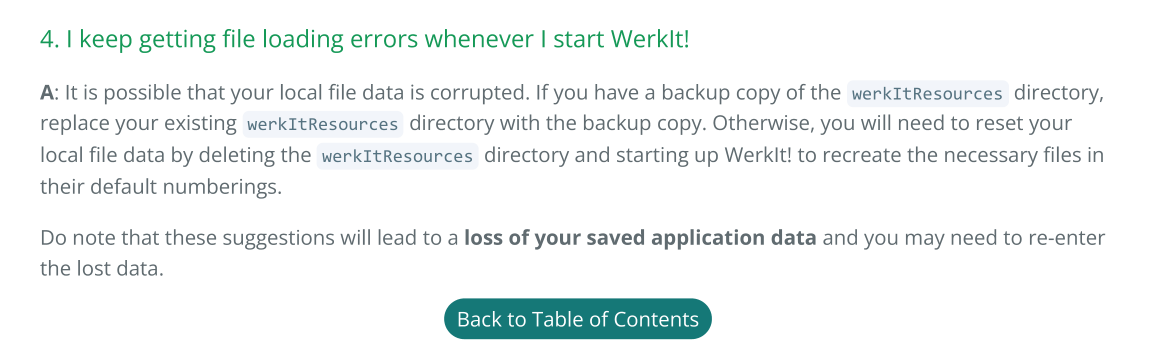 4. I keep getting file loading errors whenever I start WerkIt!
A: It is possible that your local file data is corrupted. If you have a backup copy of the werkItResources directory,
replace your existing werkItResources directory with the backup copy. Otherwise, you will need to reset your
local file data by deleting the werkItResources directory and starting up WerkIt! to recreate the necessary files in
their default numberings.
Do note that these suggestions will lead to a loss of your saved application data and you may need to re-enter
the lost data.
Back to Table of Contents